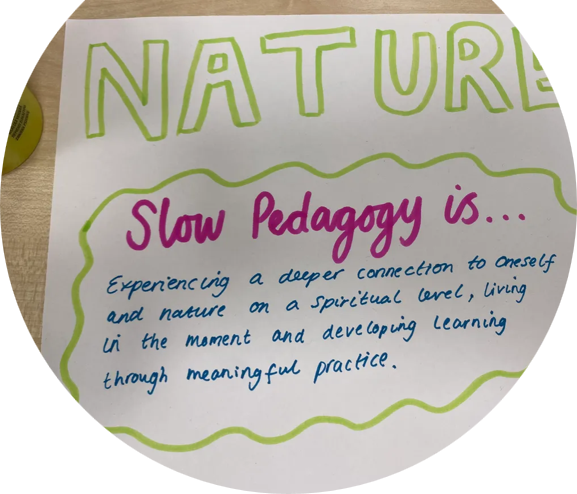 NATURE
Slow Pedagogy is...
Experiencing a deeper connection to oneself
and nature on a spiritual level, living
in the moment and developing learning
through meaningful practice.